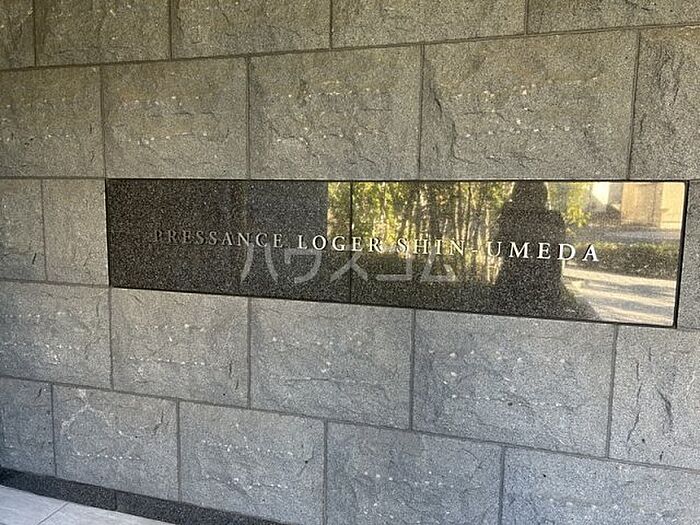 PRESSANCE LOGER SHIN-UMEDA
ハウスコム